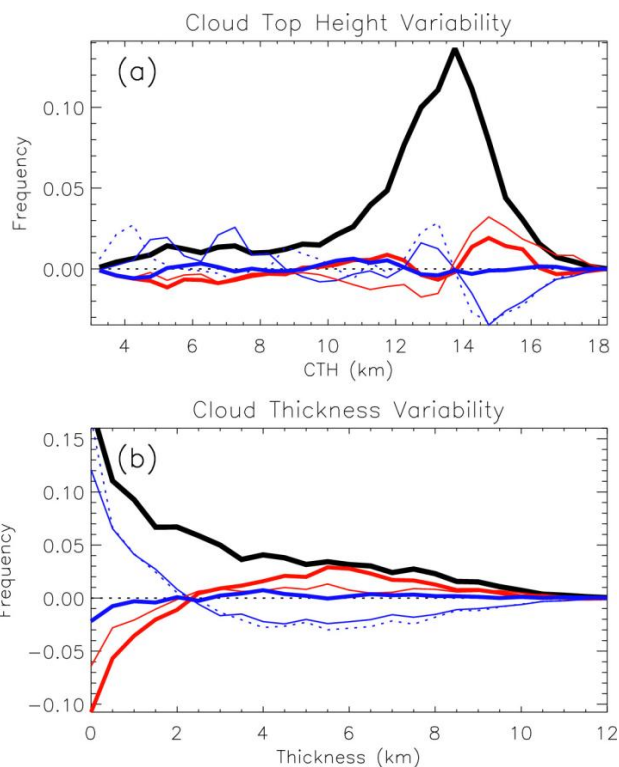 Cloud Top Height Variability
(a)
Frequency
0.10
0.05
0.00
4 6 8 10 12 14 16 18
CTH (km)
Cloud Thickness Variability
(b)
Frequency
0.15
0.10
0.05
0.00
-0.05
-0.10
0 2 4 6 8 10 12
Thickness (km)